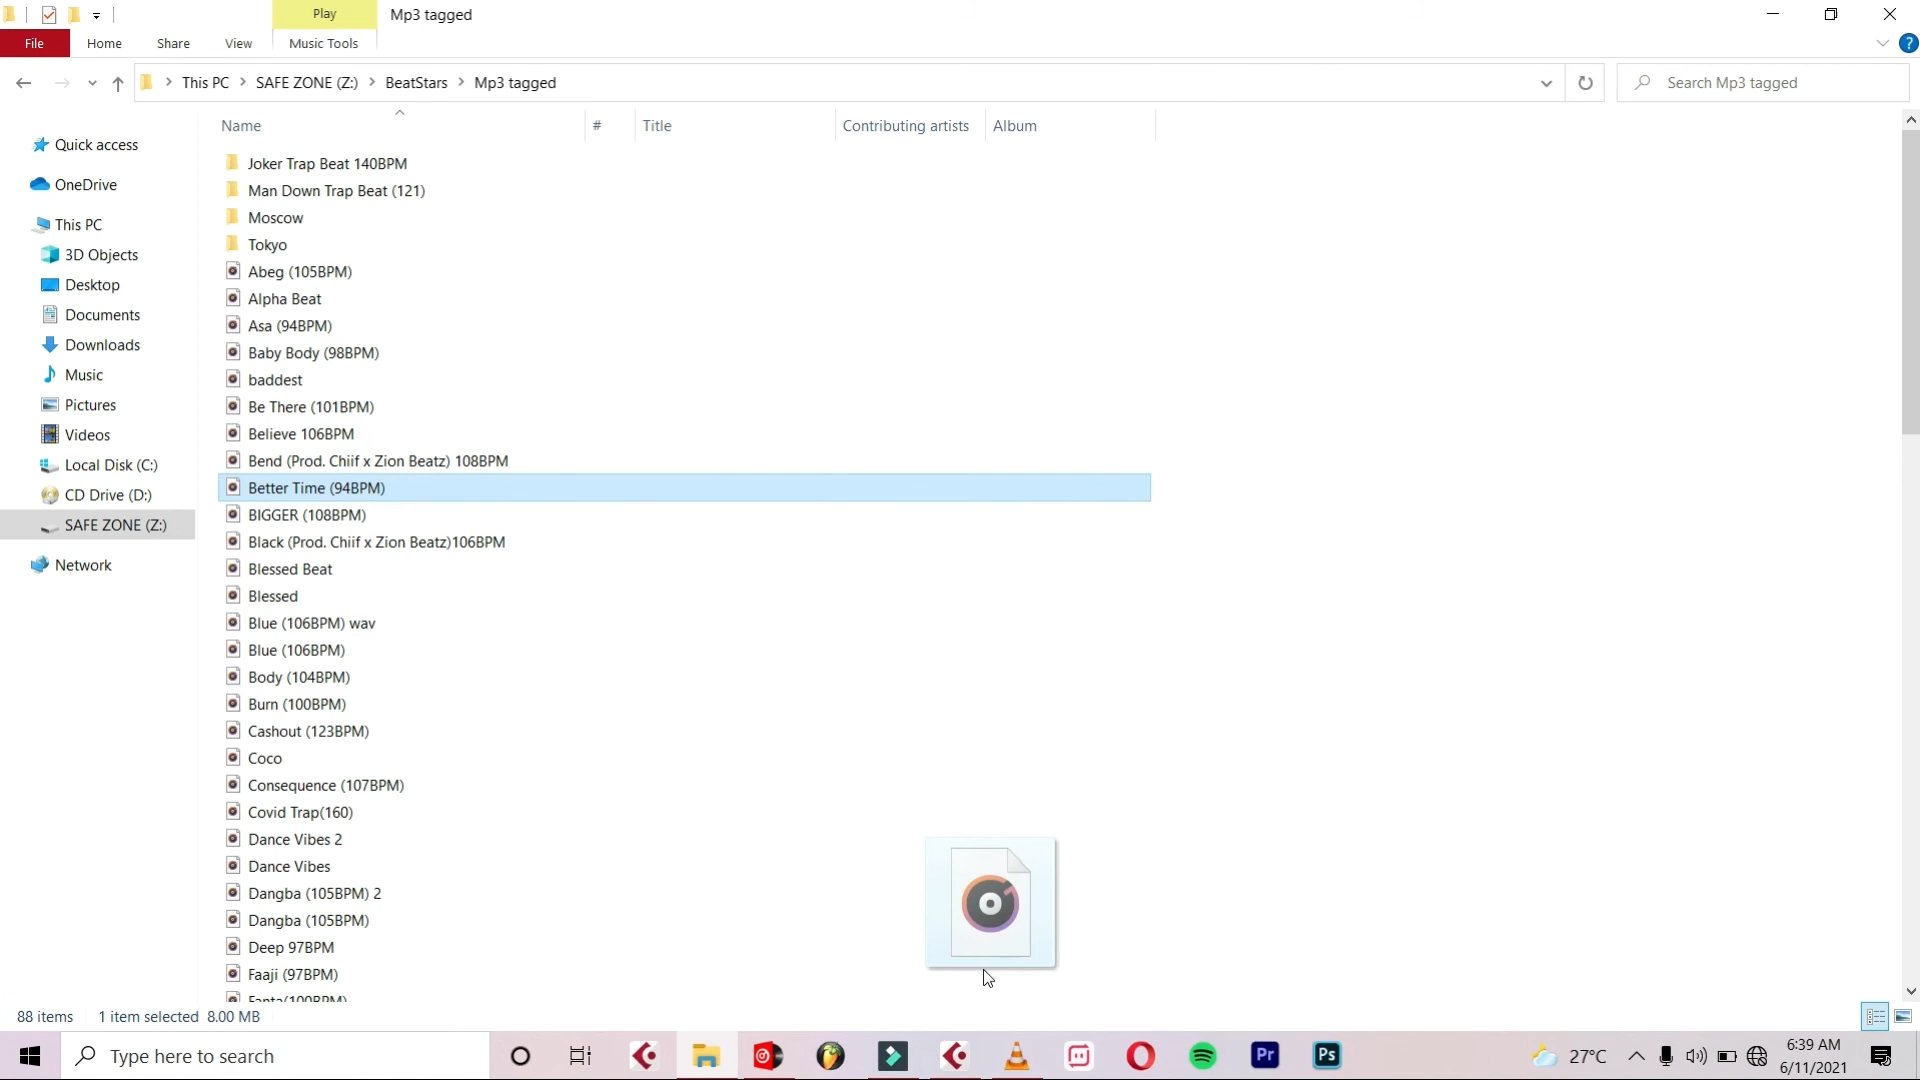 Play
Mp3 tagged
File
Home
Share
View
Music Tools
?
This PC
SAFE ZONE (Z:)
BeatStars
Mp3 tagged
Search Mp3 tagged
Name
#
Title
Contributing artists
Album
Quick access
OneDrive
This PC
3D Objects
Desktop
Documents
Downloads
Music
Pictures
Videos
Local Disk (C:)
CD Drive (D:)
SAFE ZONE (Z:)
Network
Joker Trap Beat 140BPM
Man Down Trap Beat (121)
Moscow
Tokyo
Abeg (105BPM)
Alpha Beat
Asa (94BPM)
Baby Body (98BPM)
baddest
Be There (101BPM)
Believe 106BPM
Bend (Prod. Chiif x Zion Beatz) 108BPM
Better Time (94BPM)
BIGGER (108BPM)
Black (Prod. Chiif x Zion Beatz)106BPM
Blessed Beat
Blessed
Blue (106BPM) wav
Blue (106BPM)
Body (104BPM)
Burn (100BPM)
Cashout (123BPM)
Coco
Consequence (107BPM)
Covid Trap(160)
Dance Vibes 2
Dance Vibes
Dangba (105BPM) 2
Dangba (105BPM)
Deep 97BPM
Faaji (97BPM)
Fanta(100BPM)
88 items
1 item selected 8.00 MB
Type here to search
Pr
Ps
27°C
6:39 AM
6/11/2021